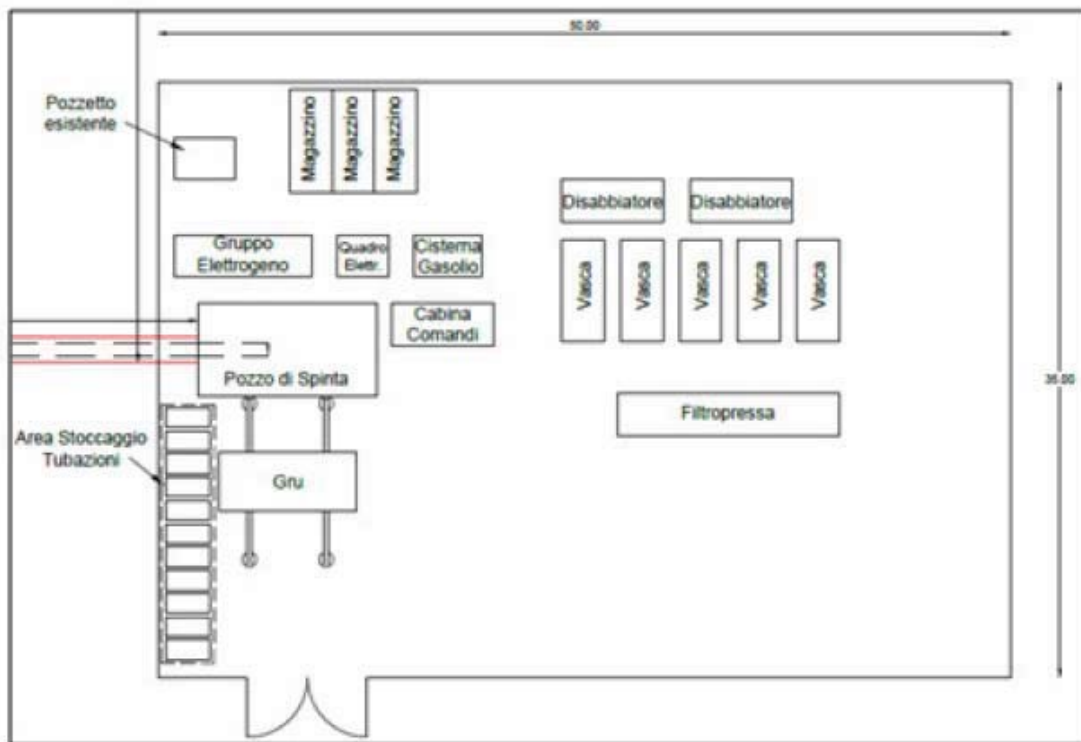 50.00
Pozzetto
esistente
Magazzino
Magazzino
Magazzino
Disabbiatore
Disabbiatore
Gruppo
Elettrogeno
Quadro
Elettr.
Cisterna
Gasolio
Vasca
Vasca
Vasca
Vasca
Vasca
Cabina
Comandi
Pozzo di Spinta
35.00
Filtropressa
Area Stoccaggio
Tubazioni
Gru